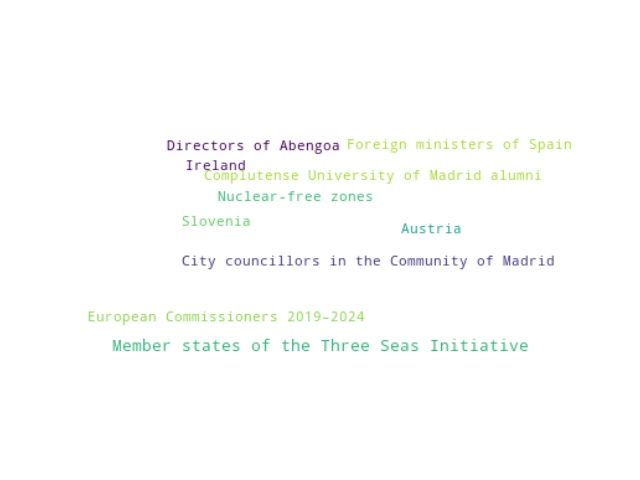 Directors of Abengoa
Foreign ministers of Spain
Ireland
Complutense University of Madrid alumni
Nuclear-free zones
Slovenia
Austria
City councillors in the Community of Madrid
European Commissioners 2019–2024
Member states of the Three Seas Initiative